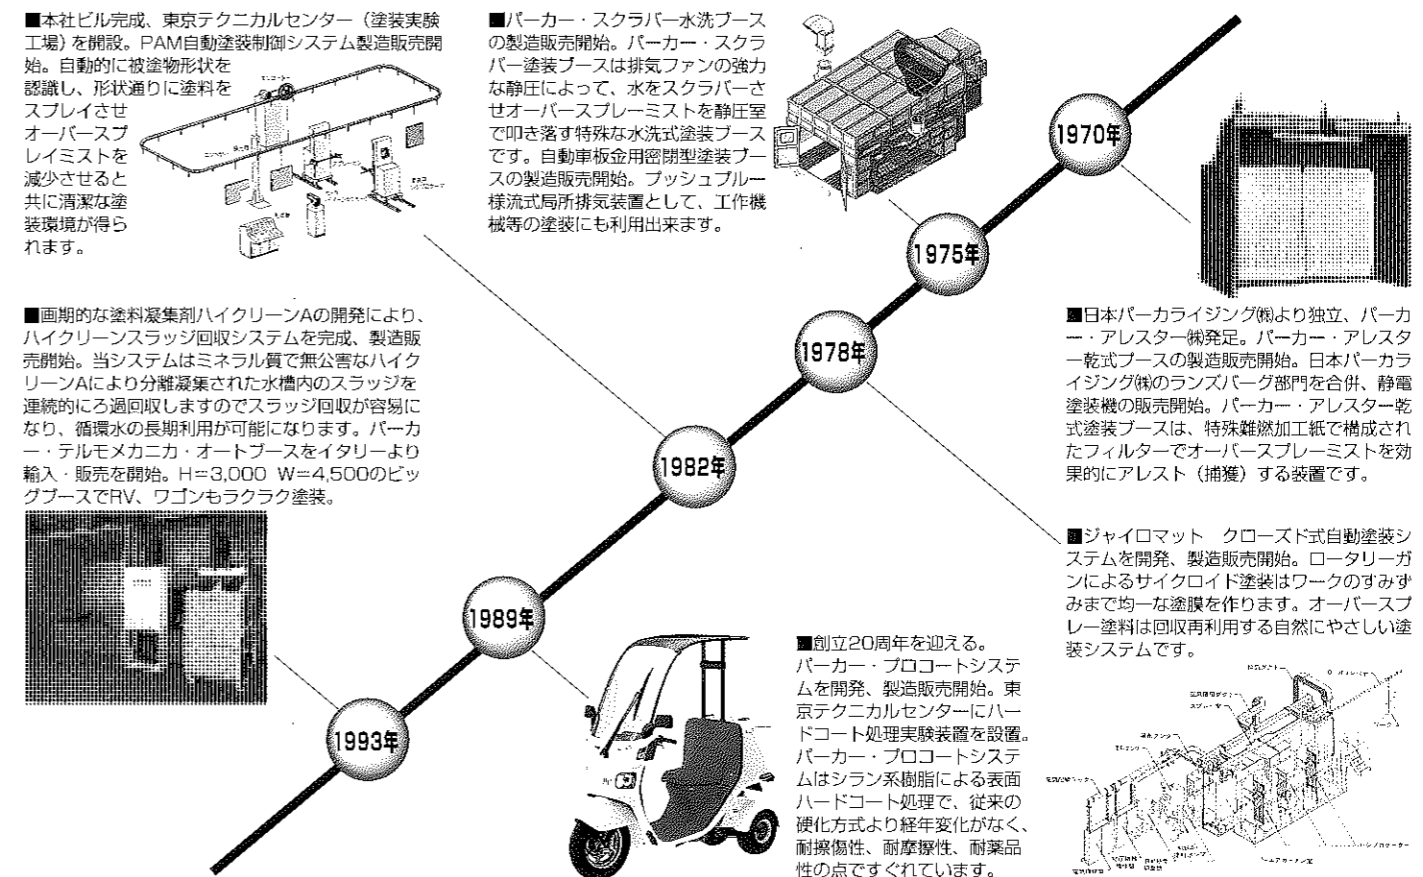 ■本社ビル完成、東京テクニカルセンター（塗装実験
工場）を開設。PAM自動塗装制御システム製造販売開
始。自動的に被塗物形状を
認識し、形状通りに塗料を
スプレイさせ
オーバースプ
レイミストを
減少させると
共に清潔な塗
装環境が得ら
れます。
■パーカー・スクラバー水洗ブース
の製造販売開始。パーカー・スクラ
バー塗装ブースは排気ファンの強力
な静圧によって、水をスクラバーさ
せオーバースプレーミストを静圧室
で叩き落す特殊な水洗式塗装ブース
です。自動車板金用密閉型塗装ブー
スの製造販売開始。プッシュプル一
様流式局所排気装置として、工作機
械等の塗装にも利用出来ます。
1970年
1975年
1978年
1982年
1989年
1993年
■日本パーカライジング㈱より独立、パーカ
ー・アレスター㈱発足。パーカー・アレスタ
ー乾式ブースの製造販売開始。日本パーカラ
イジング㈱のランズバーグ部門を合併、静電
塗装機の販売開始。パーカー・アレスター乾
式塗装ブースは、特殊難燃加工紙で構成され
たフィルターでオーバースプレーミストを効
果的にアレスト（捕獲）する装置です。
■画期的な塗料凝集剤ハイクリーンAの開発により、
ハイクリーンスラッジ回収システムを完成、製造販
売開始。当システムはミネラル質で無公害なハイク
リーンAにより分離凝集された水槽内のスラッジを
連続的にろ過回収しますのでスラッジ回収が容易に
なり、循環水の長期利用が可能になります。パーカ
ー・テルモメカニカ・オートブースをイタリーより
輸入・販売を開始。H=3,000 W=4,500のビッ
グブースでRV、ワゴンもラクラク塗装。
■ジャイロマット　クローズド式自動塗装シ
ステムを開発、製造販売開始。ロータリーガ
ンによるサイクロイド塗装はワークのすみず
みまで均一な塗膜を作ります。オーバースプ
レー塗料は回収再利用する自然にやさしい塗
装システムです。
■創立20周年を迎える。
パーカー・プロコートシステ
ムを開発、製造販売開始。東
京テクニカルセンターにハー
ドコート処理実験装置を設置。
パーカー・プロコートシステ
ムはシラン系樹脂による表面
ハードコート処理で、従来の
硬化方式より経年変化がなく、
耐擦傷性、耐摩擦性、耐薬品
性の点ですぐれています。